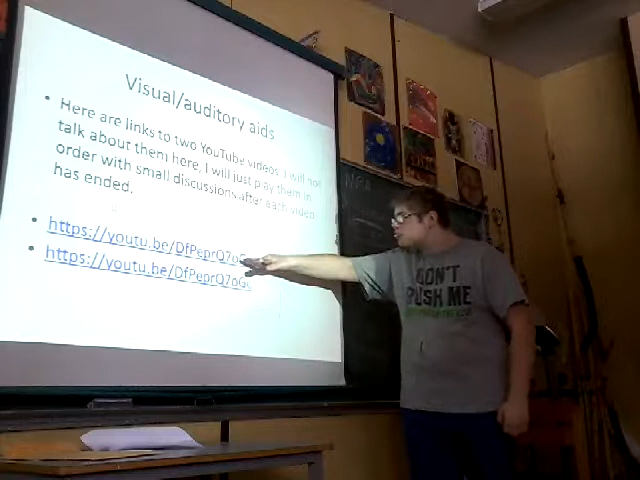 Visual/auditory aids
• Here are links to two YouTube videos. I will not
talk about them here, I will just play them in
order with small discussions after each video
has ended.
• https://youtu.be/DfPeprQ7o
• https://youtu.be/DfPeprQ7oGc
DON'T
PUSH ME